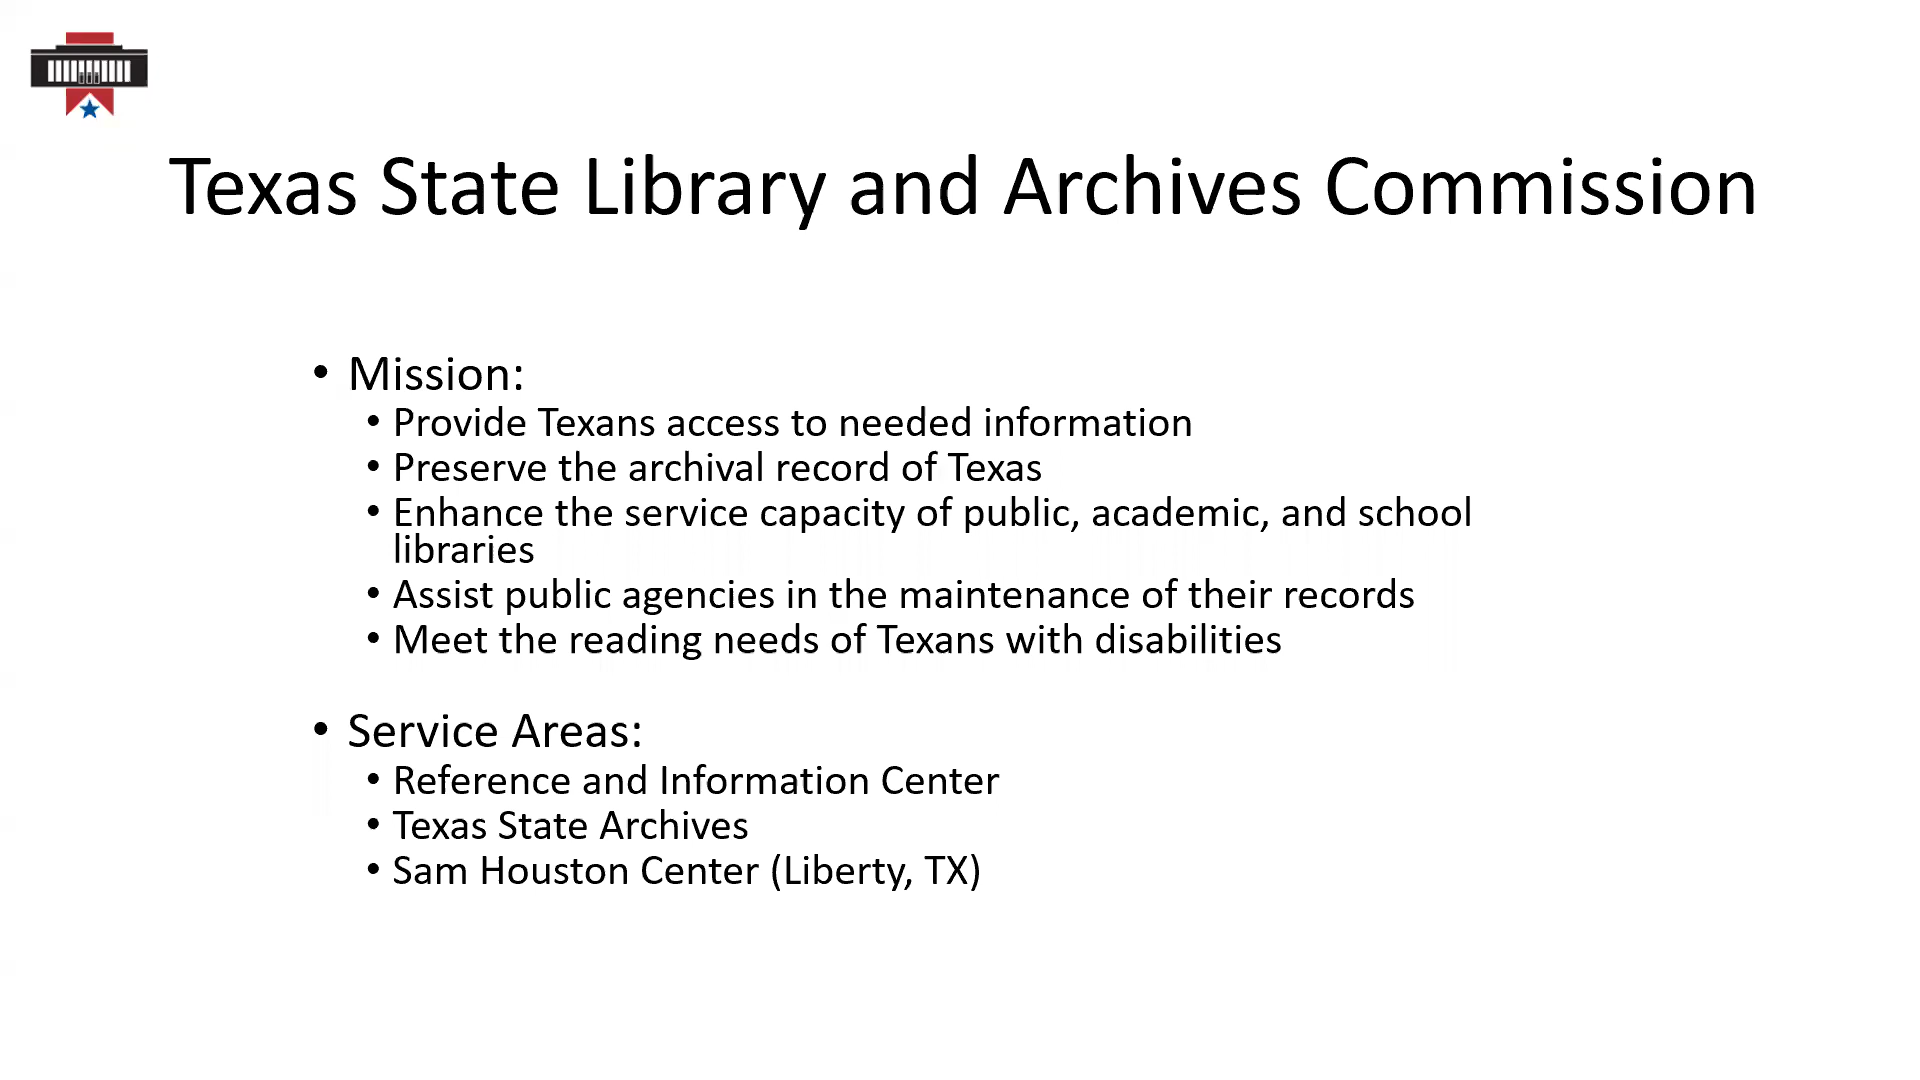 Texas State Library and Archives Commission
• Mission:
• Provide Texans access to needed information
• Preserve the archival record of Texas
• Enhance the service capacity of public, academic, and school
libraries
• Assist public agencies in the maintenance of their records
• Meet the reading needs of Texans with disabilities
• Service Areas:
• Reference and Information Center
• Texas State Archives
• Sam Houston Center (Liberty, TX)